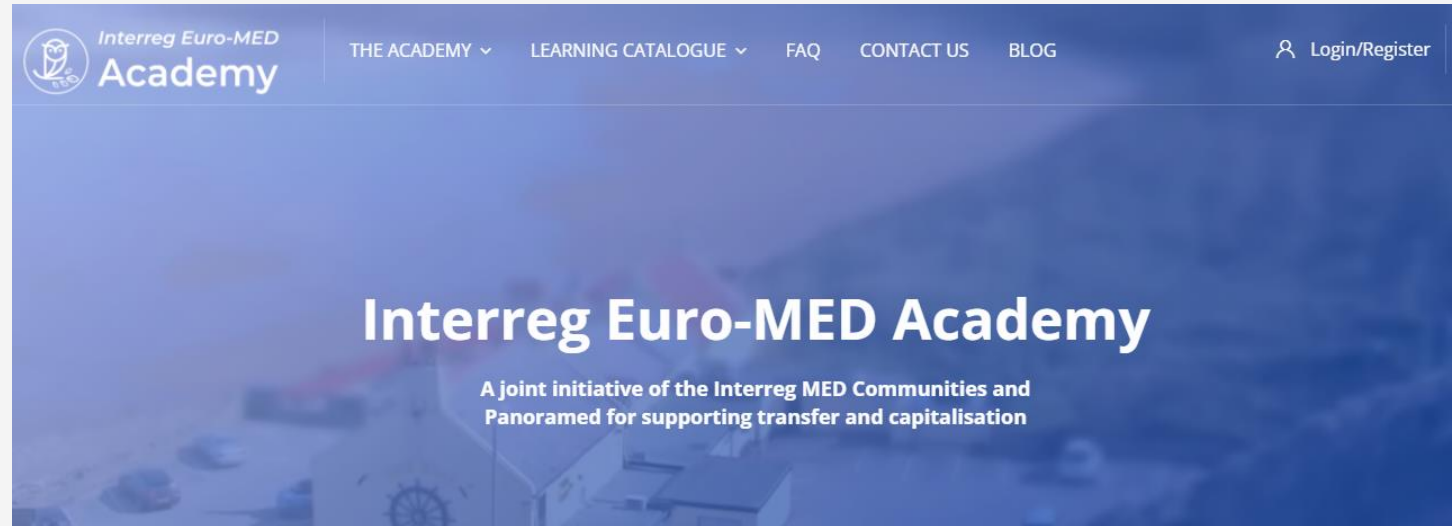 Interreg Euro-MED
Academy
THE ACADEMY
LEARNING CATALOGUE
FAQ
CONTACT US
BLOG
Login/Register
Interreg Euro-MED Academy
A joint initiative of the Interreg MED Communities and
Panoramed for supporting transfer and capitalisation